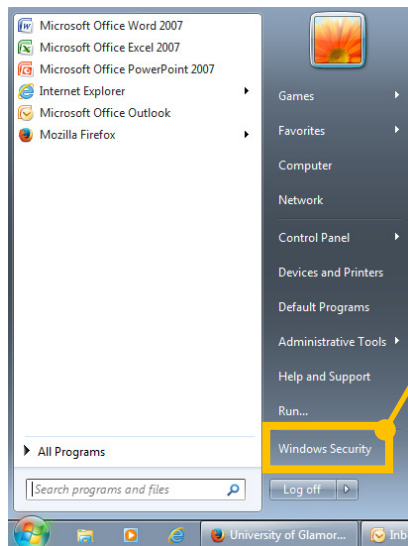 Microsoft Office Word 2007
Microsoft Office Excel 2007
Microsoft Office PowerPoint 2007
Internet Explorer
Microsoft Office Outlook
Mozilla Firefox
All Programs
Search programs and files
Games
Favorites
Computer
Network
Control Panel
Devices and Printers
Default Programs
Administrative Tools
Help and Support
Run...
Windows Security
Log off
University of Glamor...
Inb